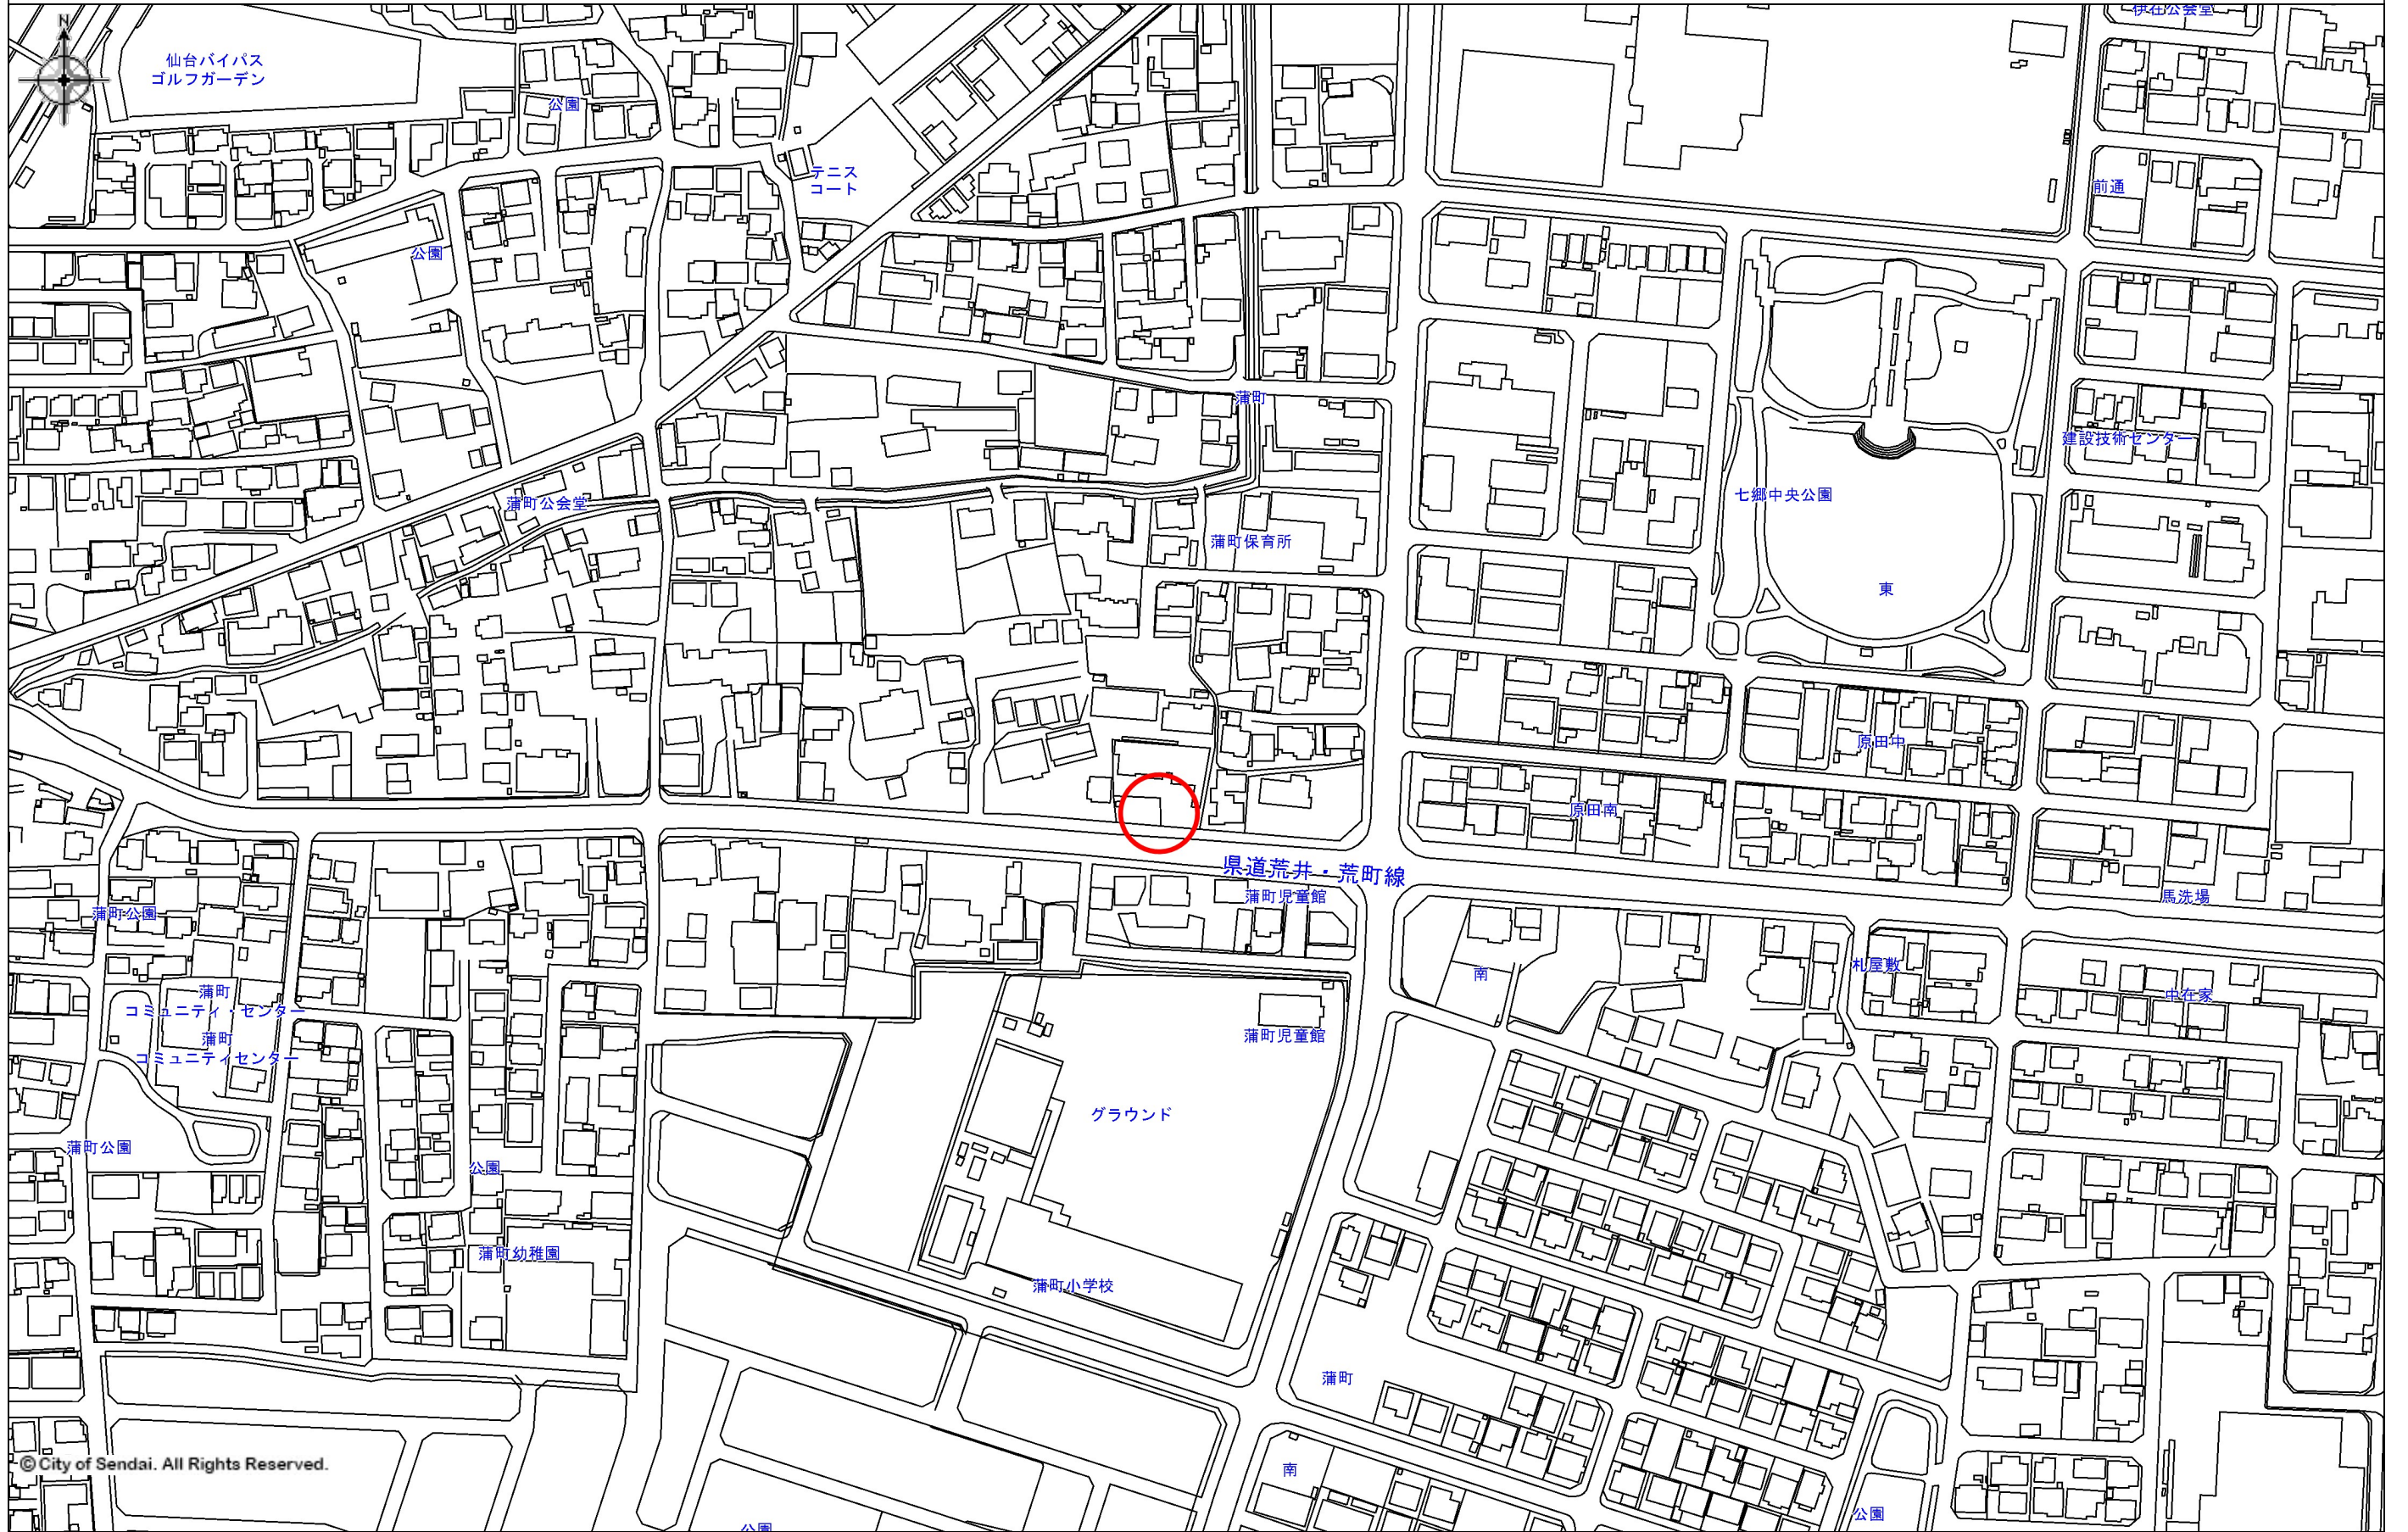 伊在公会堂
N
仙台バイパス
ゴルフガーデン
公園
テニス
コート
前通
公園
蒲町
建設技術センター
七郷中央公園
蒲町公会堂
蒲町保育所
東
原田中
原田南
県道荒井・荒町線
蒲町児童館
馬洗場
蒲町公園
札屋敷
南
中在家
蒲町
コミュニティ・センター
蒲町
コミュニティセンター
蒲町児童館
グラウンド
蒲町公園
公園
蒲町幼稚園
蒲町小学校
蒲町
©City of Sendai. All Rights Reserved.
南
公園
公園